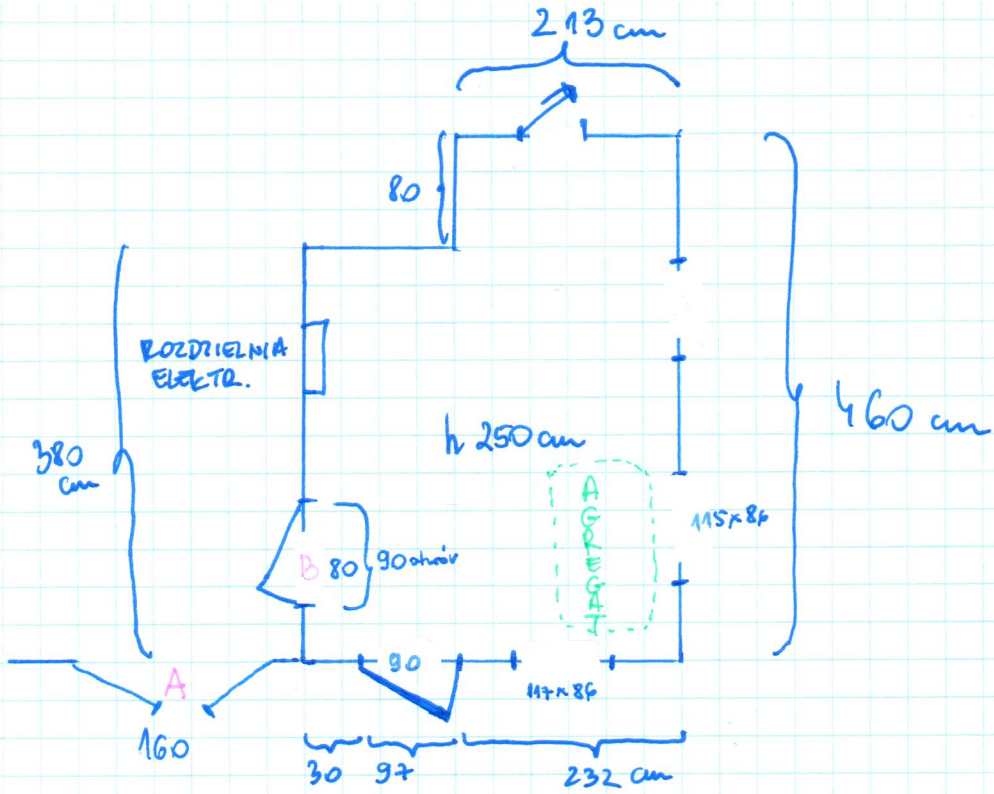 213 cm
80
ROZDZIELNIA
ELEKTR.
460 cm
h 250 cm
380
cm
AGREGAT
115x86
B 80
90 otwór
A
90
117x86
160
30
97
232 cm